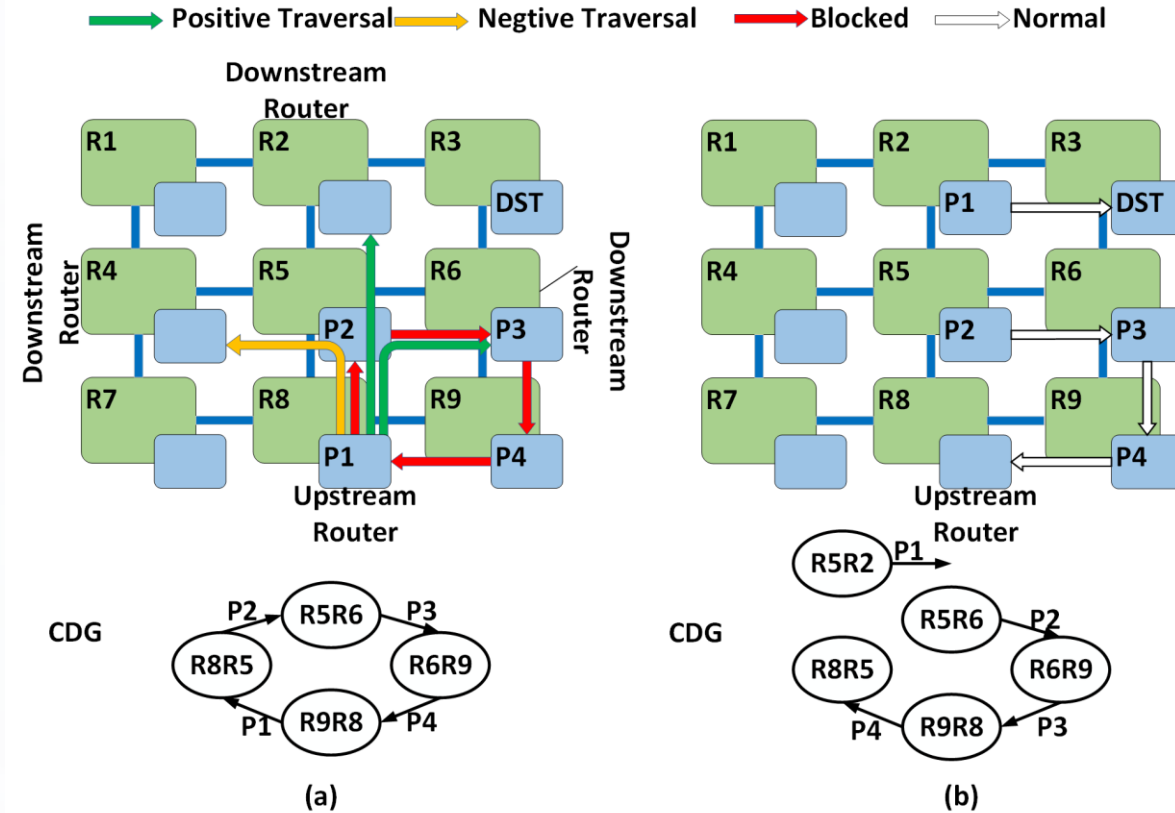 Positive Traversal Negtive Traversal Blocked Normal
Downstream
Router
R1 R2 R3
DST
R4 R5 R6
P2 P3
R7 R8 R9
P1 P4
Downstream
Router
Downstream
Router
Upstream
Router
CDG
P2 R5R6 P3
R8R5 R6R9
P1 R9R8 P4
(a)
R1 R2 R3
P1 DST
R4 R5 R6
P2 P3
R7 R8 R9
P4
Upstream
Router
R5R2 P1
CDG
R5R6 P2
R8R5 R6R9
P4 R9R8 P3
(b)